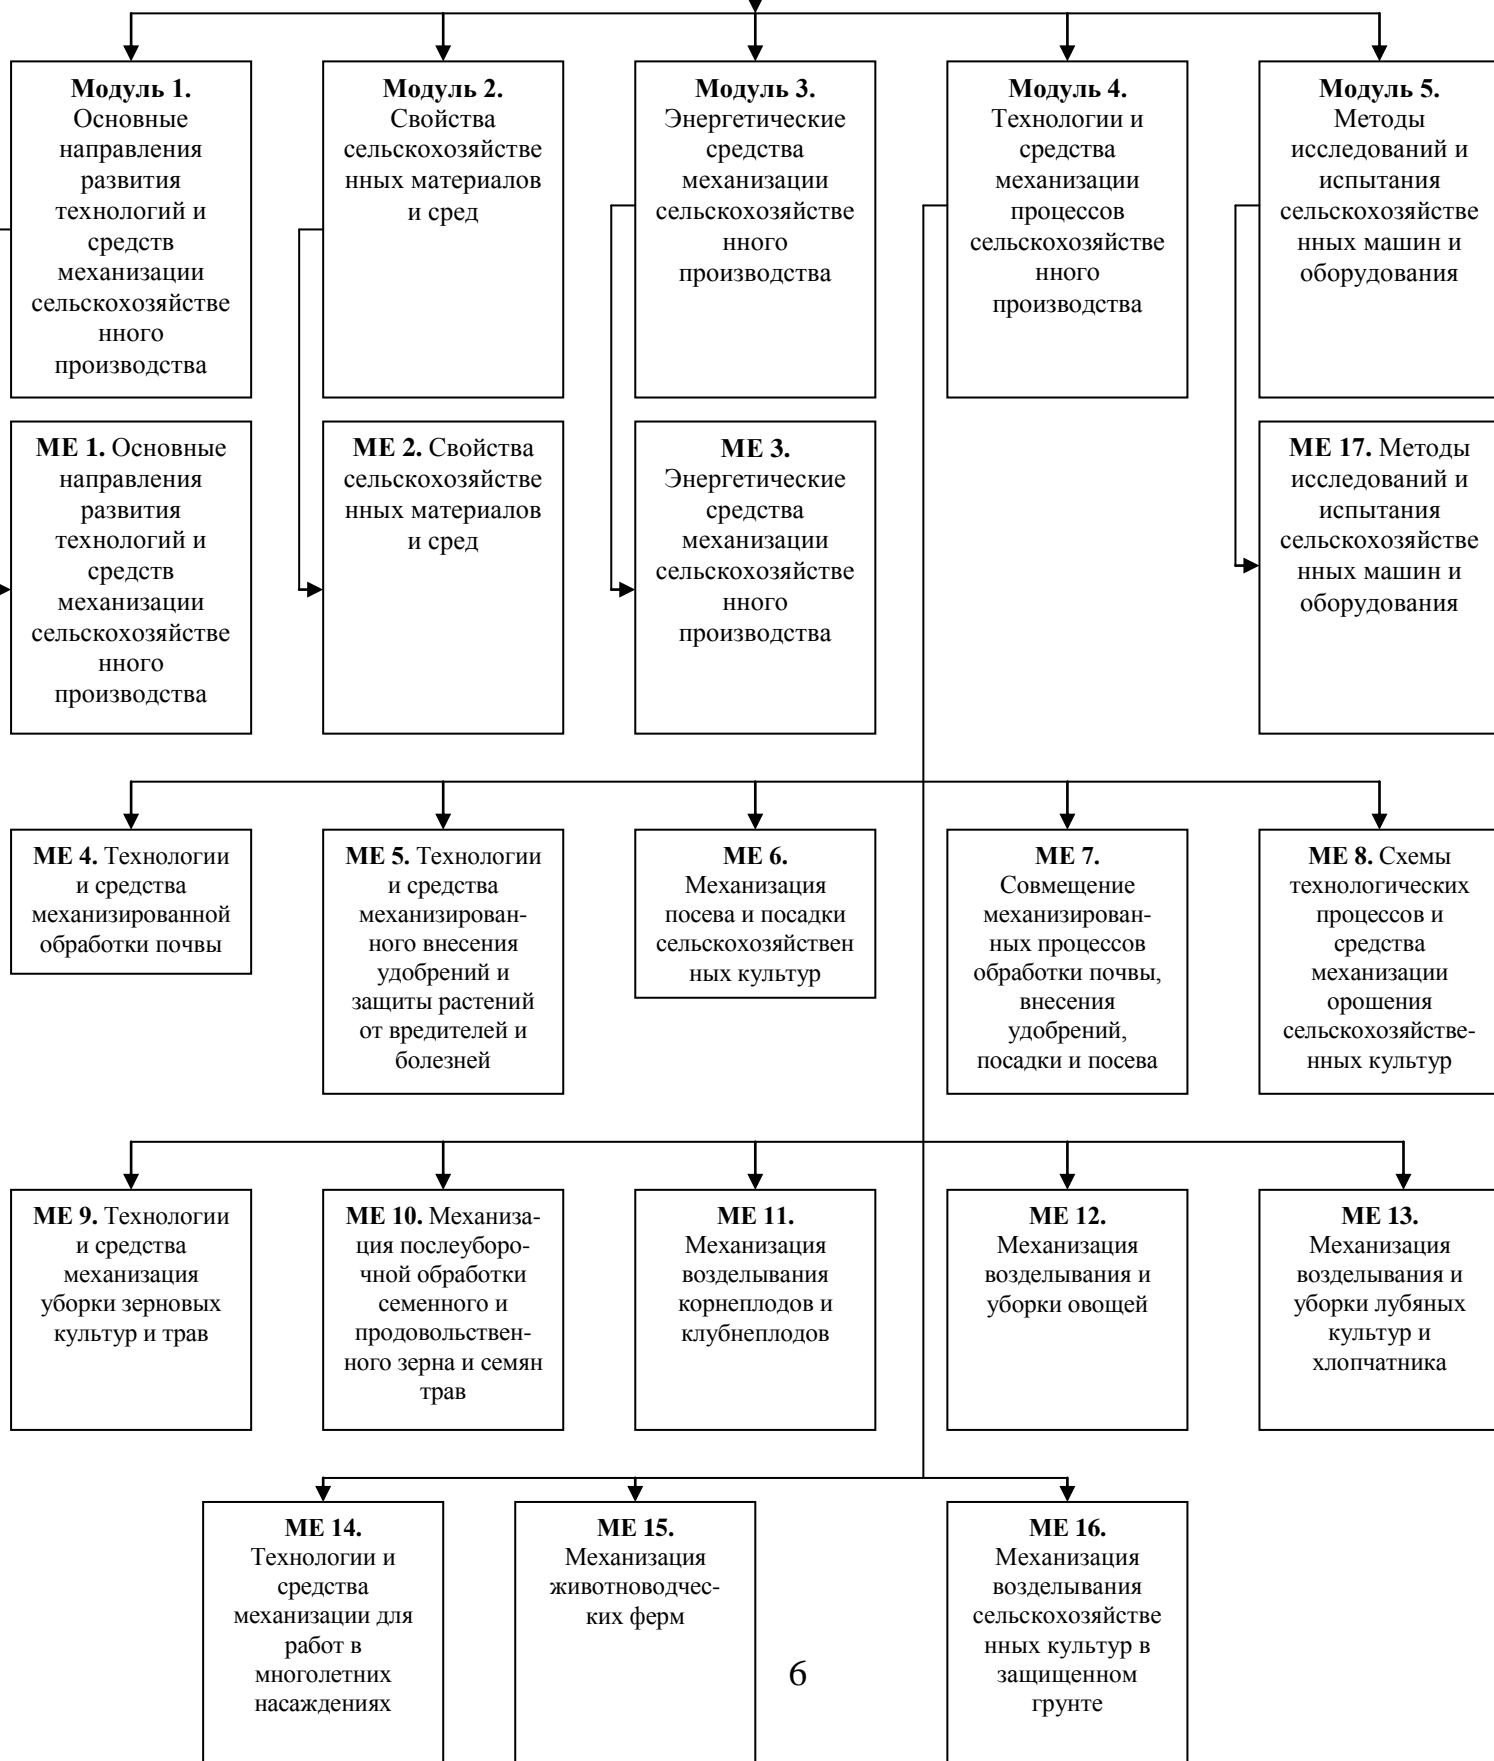 Модуль 1.
Основные
направления
развития
технологий и
средств
механизации
сельскохозяйстве
нного
производства
Модуль 2.
Свойства
сельскохозяйстве
нных материалов
и сред
Модуль 3.
Энергетические
средства
механизации
сельскохозяйстве
нного
производства
Модуль 4.
Технологии и
средства
механизации
процессов
сельскохозяйстве
нного
производства
Модуль 5.
Методы
исследований и
испытания
сельскохозяйстве
нных машин и
оборудования
МЕ 1. Основные
направления
развития
технологий и
средств
механизации
сельскохозяйстве
нного
производства
МЕ 2. Свойства
сельскохозяйстве
нных материалов
и сред
МЕ 3.
Энергетические
средства
механизации
сельскохозяйстве
нного
производства
МЕ 17. Методы
исследований и
испытания
сельскохозяйстве
нных машин и
оборудования
МЕ 4. Технологии
и средства
механизированной
обработки почвы
МЕ 5. Технологии
и средства
механизирован-
ного внесения
удобрений и
защиты растений
от вредителей и
болезней
МЕ 6.
Механизация
посева и посадки
сельскохозяйствен
ных культур
МЕ 7.
Совмещение
механизирован-
ных процессов
обработки почвы,
внесения
удобрений,
посадки и посева
МЕ 8. Схемы
технологических
процессов и
средства
механизации
орошения
сельскохозяйстве-
нных культур
МЕ 9. Технологии
и средства
механизация
уборки зерновых
культур и трав
МЕ 10. Механиза-
ция послеуборо-
чной обработки
семенного и
продовольствен-
ного зерна и семян
трав
МЕ 11.
Механизация
возделывания
корнеплодов и
клубнеплодов
МЕ 12.
Механизация
возделывания и
уборки овощей
МЕ 13.
Механизация
возделывания и
уборки лубяных
культур и
хлопчатника
МЕ 14.
Технологии и
средства
механизации для
работ в
многолетних
насаждениях
МЕ 15.
Механизация
животноводчес-
ких ферм
МЕ 16.
Механизация
возделывания
сельскохозяйстве
нных культур в
защищенном
грунте
6